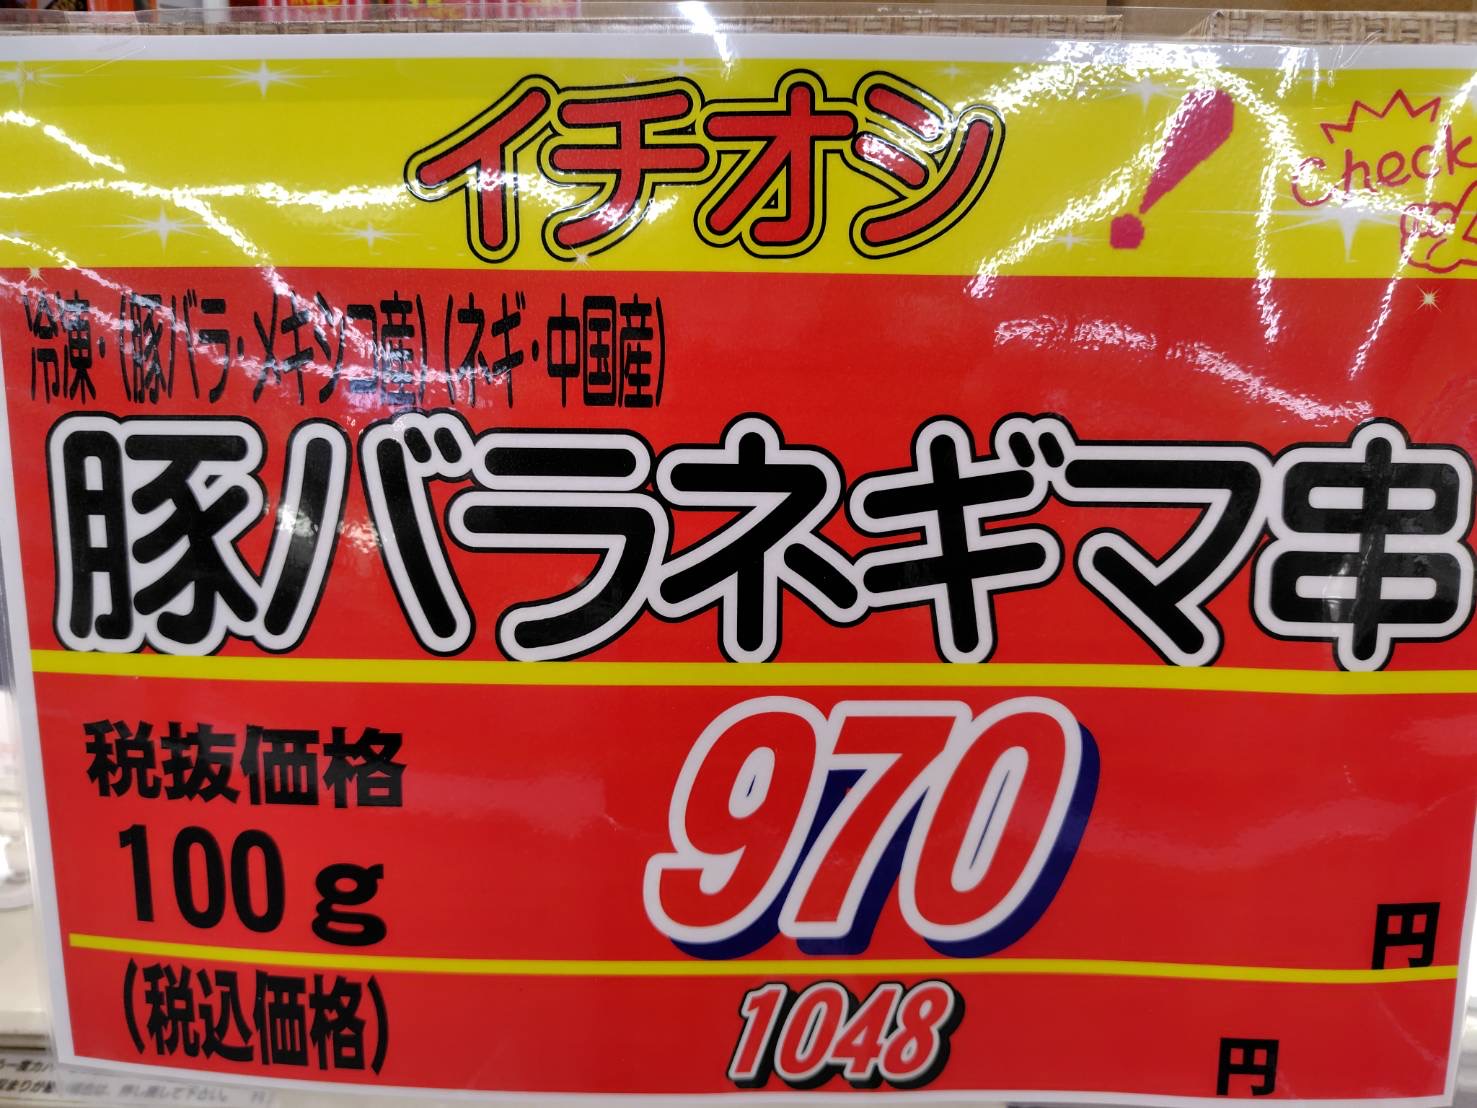 イチオシ！
Check
冷凍・(豚バラ・メキシコ産)(ネギ・中国産)
豚バラネギマ串
税抜価格
100g
970
円
(税込価格)
1048
円